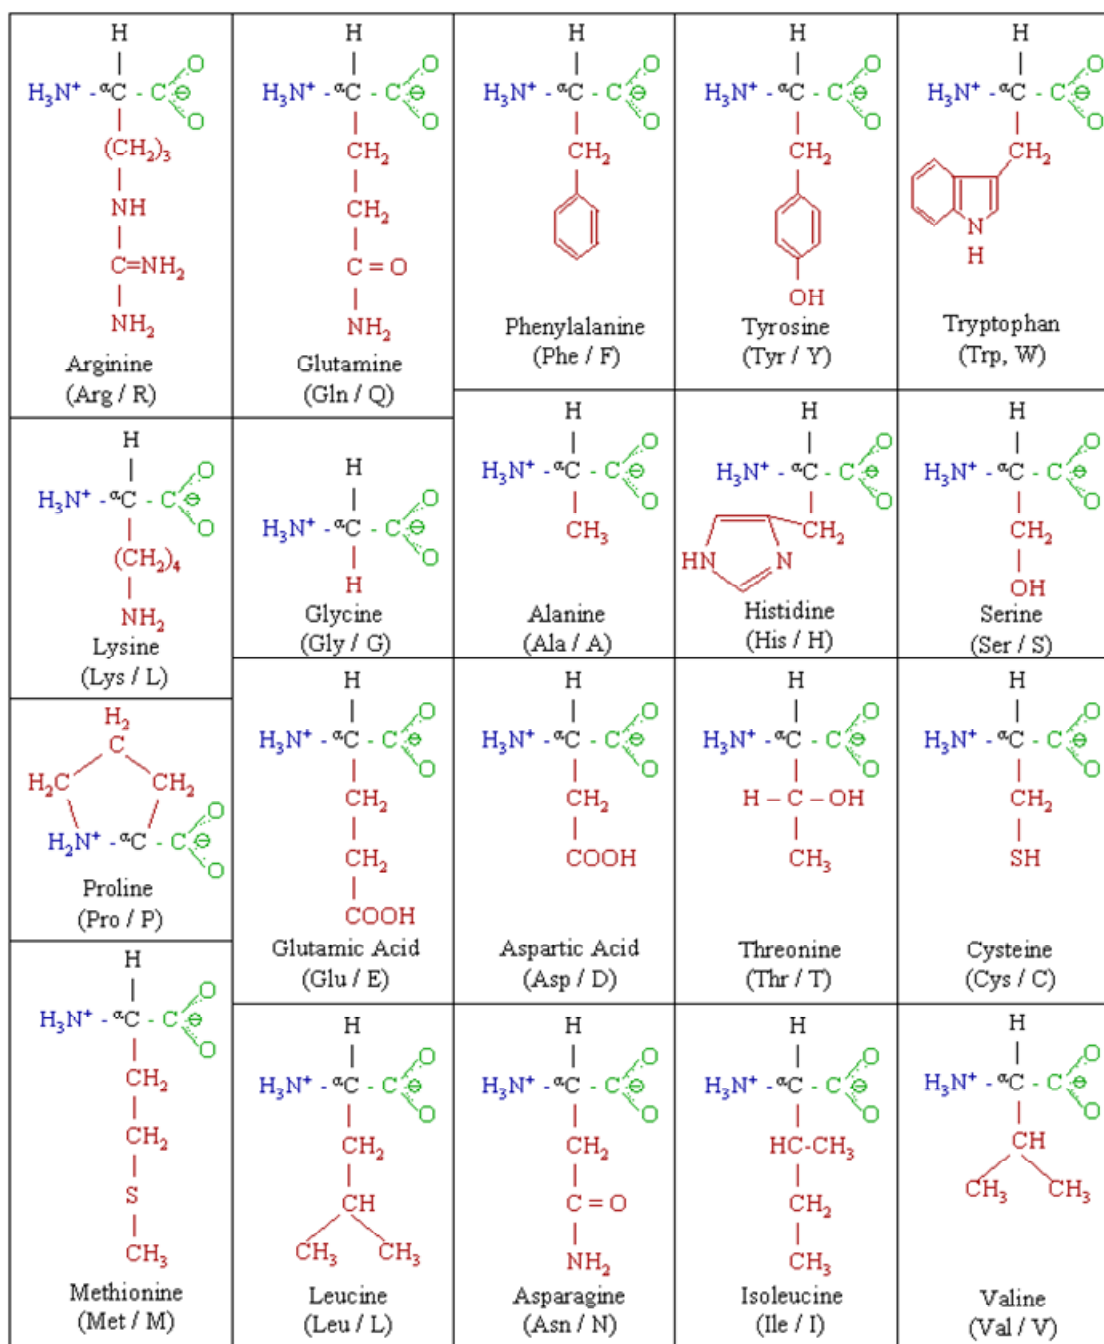 H
H₃N⁺ - αC - C ⊖ O
O
(CH₂)₃
NH
C=NH₂
NH₂
Arginine
(Arg / R)
H
H₃N⁺ - αC - C ⊖ O
O
CH₂
CH₂
C = O
NH₂
Glutamine
(Gln / Q)
H
H₃N⁺ - αC - C ⊖ O
O
CH₂
Phenylalanine
(Phe / F)
H
H₃N⁺ - αC - C ⊖ O
O
CH₂
OH
Tyrosine
(Tyr / Y)
H
H₃N⁺ - αC - C ⊖ O
O
CH₂
N
H
Tryptophan
(Trp, W)
H
H₃N⁺ - αC - C ⊖ O
O
(CH₂)₄
NH₂
Lysine
(Lys / L)
H
H₃N⁺ - αC - C ⊖ O
O
H
Glycine
(Gly / G)
H
H₃N⁺ - αC - C ⊖ O
O
CH₃
Alanine
(Ala / A)
H
H₃N⁺ - αC - C ⊖ O
O
CH₂
HN N
Histidine
(His / H)
H
H₃N⁺ - αC - C ⊖ O
O
CH₂
OH
Serine
(Ser / S)
H₂
C
H₂C CH₂
H₂N⁺ - αC - C ⊖ O
O
Proline
(Pro / P)
H
H₃N⁺ - αC - C ⊖ O
O
CH₂
CH₂
COOH
Glutamic Acid
(Glu / E)
H
H₃N⁺ - αC - C ⊖ O
O
CH₂
COOH
Aspartic Acid
(Asp / D)
H
H₃N⁺ - αC - C ⊖ O
O
H – C – OH
CH₃
Threonine
(Thr / T)
H
H₃N⁺ - αC - C ⊖ O
O
CH₂
SH
Cysteine
(Cys / C)
H
H₃N⁺ - αC - C ⊖ O
O
CH₂
CH₂
S
CH₃
Methionine
(Met / M)
H
H₃N⁺ - αC - C ⊖ O
O
CH₂
CH
CH₃ CH₃
Leucine
(Leu / L)
H
H₃N⁺ - αC - C ⊖ O
O
CH₂
C = O
NH₂
Asparagine
(Asn / N)
H
H₃N⁺ - αC - C ⊖ O
O
HC-CH₃
CH₂
CH₃
Isoleucine
(Ile / I)
H
H₃N⁺ - αC - C ⊖ O
O
CH
CH₃ CH₃
Valine
(Val / V)